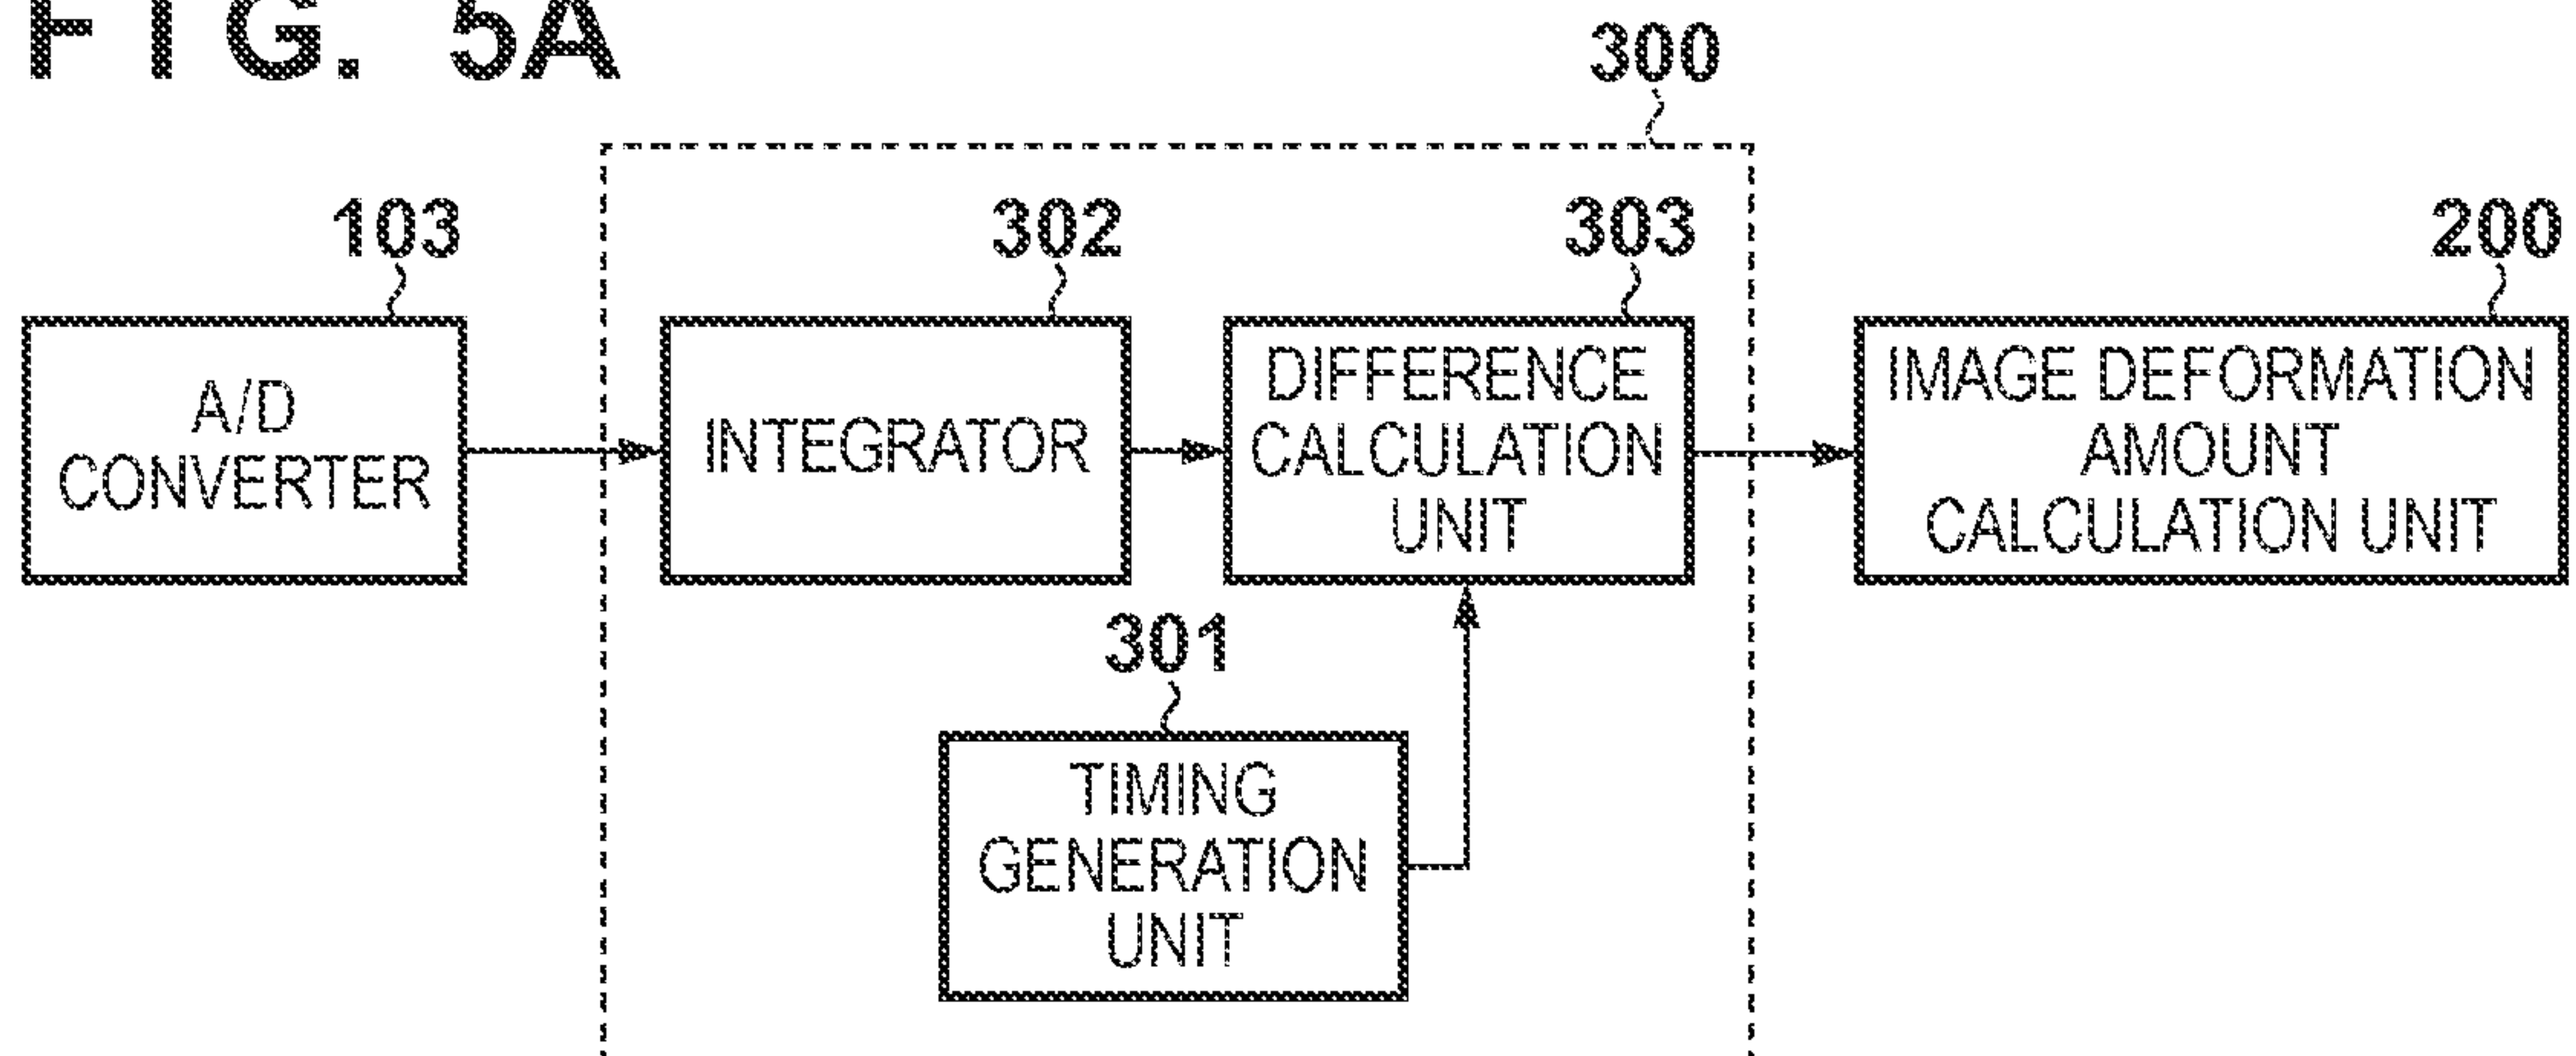 FIG. 5A
300
103
302
303
200
A/D
CONVERTER
INTEGRATOR
DIFFERENCE
CALCULATION
UNIT
IMAGE DEFORMATION
AMOUNT
CALCULATION UNIT
301
TIMING
GENERATION
UNIT